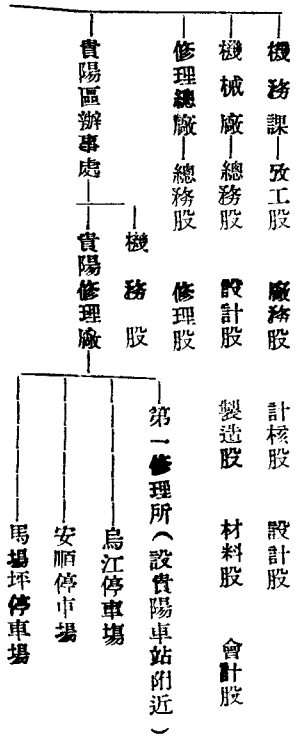 機務課—攷工股 廠務股 計核股 設計股
機械廠—總務股 設計股 製造股 材料股 會計股
修理總廠—總務股 修理股
貴陽區辦事處
機務股
貴陽修理廠
第一修理所（設貴陽車站附近）
烏江停車塲
安順停車場
馬場坪停車場